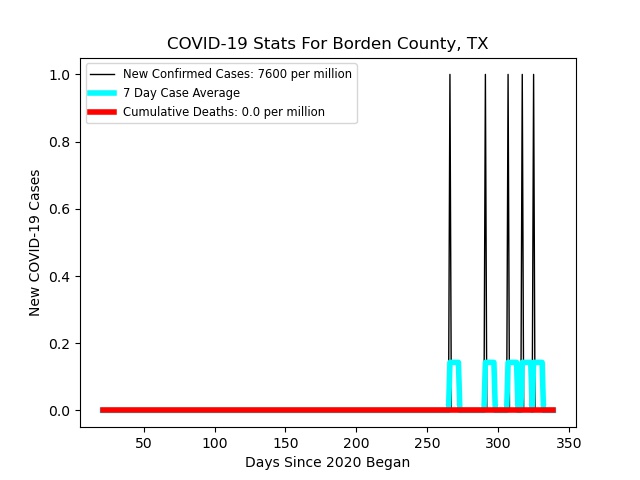 COVID-19 Stats For Borden County, TX
New Confirmed Cases: 7600 per million
7 Day Case Average
Cumulative Deaths: 0.0 per million
New COVID-19 Cases
1.0
0.8
0.6
0.4
0.2
0.0
50 100 150 200 250 300 350
Days Since 2020 Began